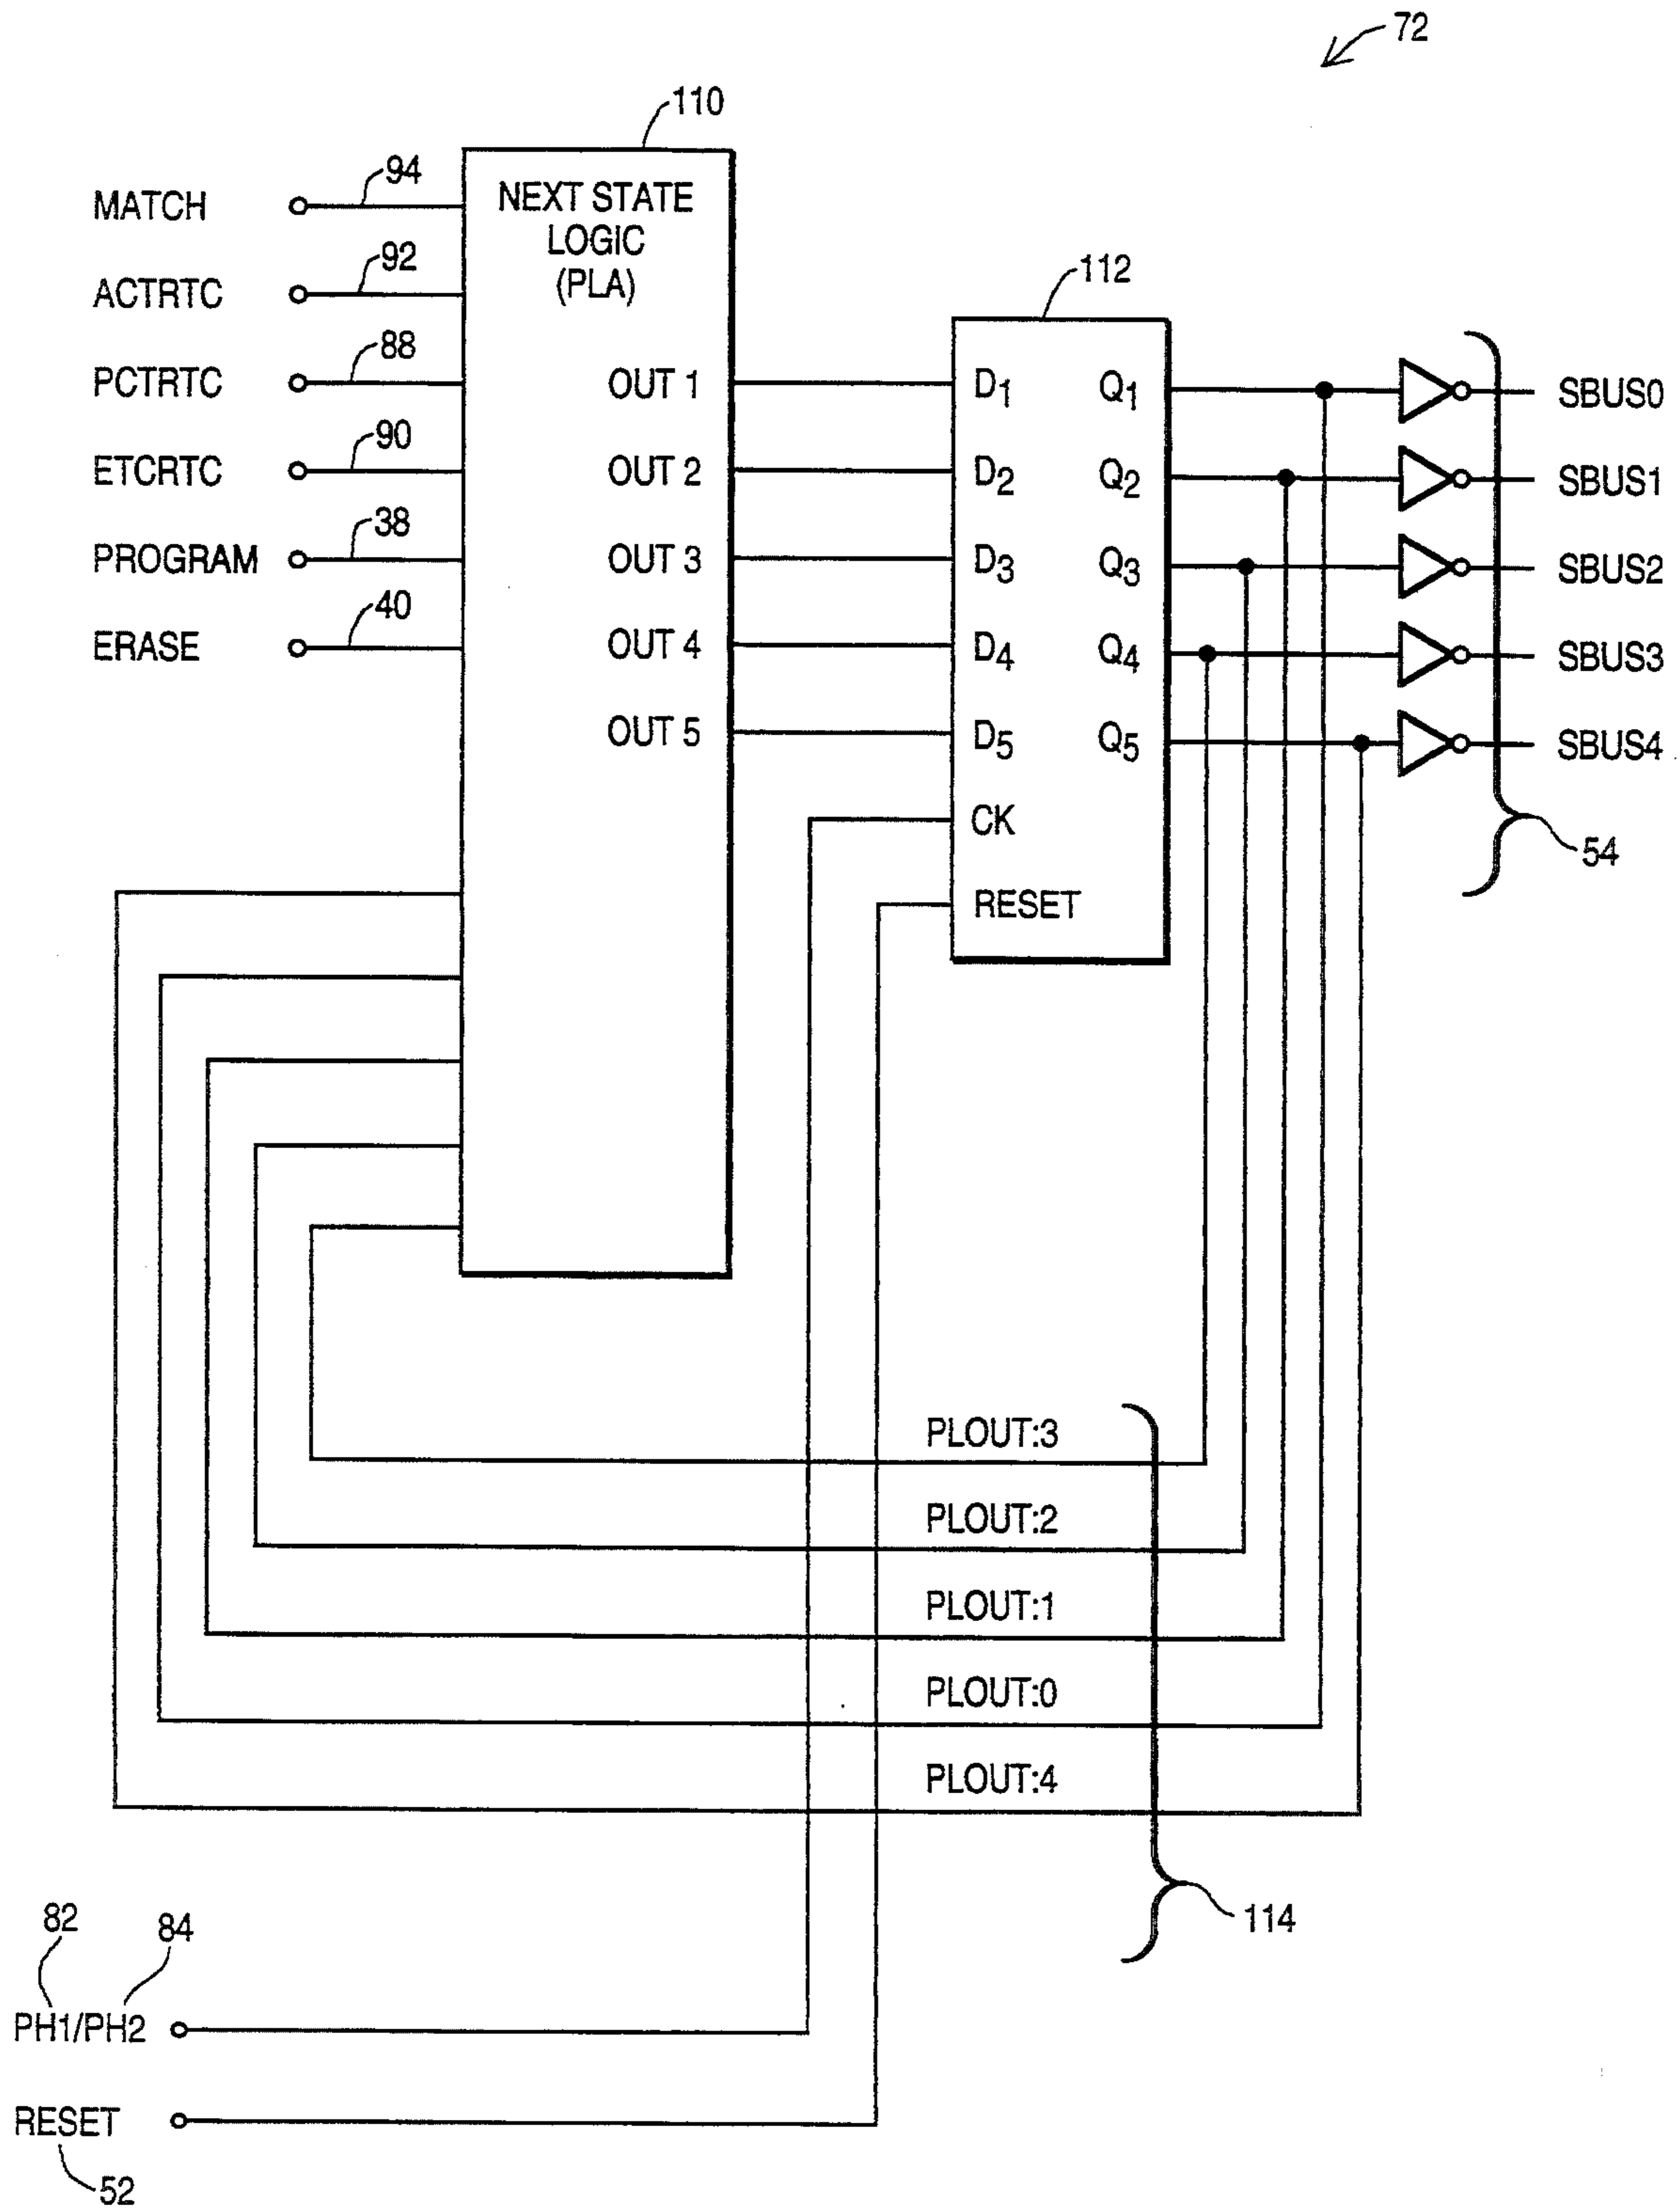 72
110
94
MATCH
NEXT STATE
LOGIC
(PLA)
92
ACTRTC
112
88
PCTRTC
OUT 1
D1
Q1
SBUS0
90
ETCRTC
OUT 2
D2
Q2
SBUS1
38
PROGRAM
OUT 3
D3
Q3
SBUS2
40
ERASE
OUT 4
D4
Q4
SBUS3
OUT 5
D5
Q5
SBUS4
CK
54
RESET
PLOUT:3
PLOUT:2
PLOUT:1
PLOUT:0
PLOUT:4
114
82
84
PH1/PH2
RESET
52